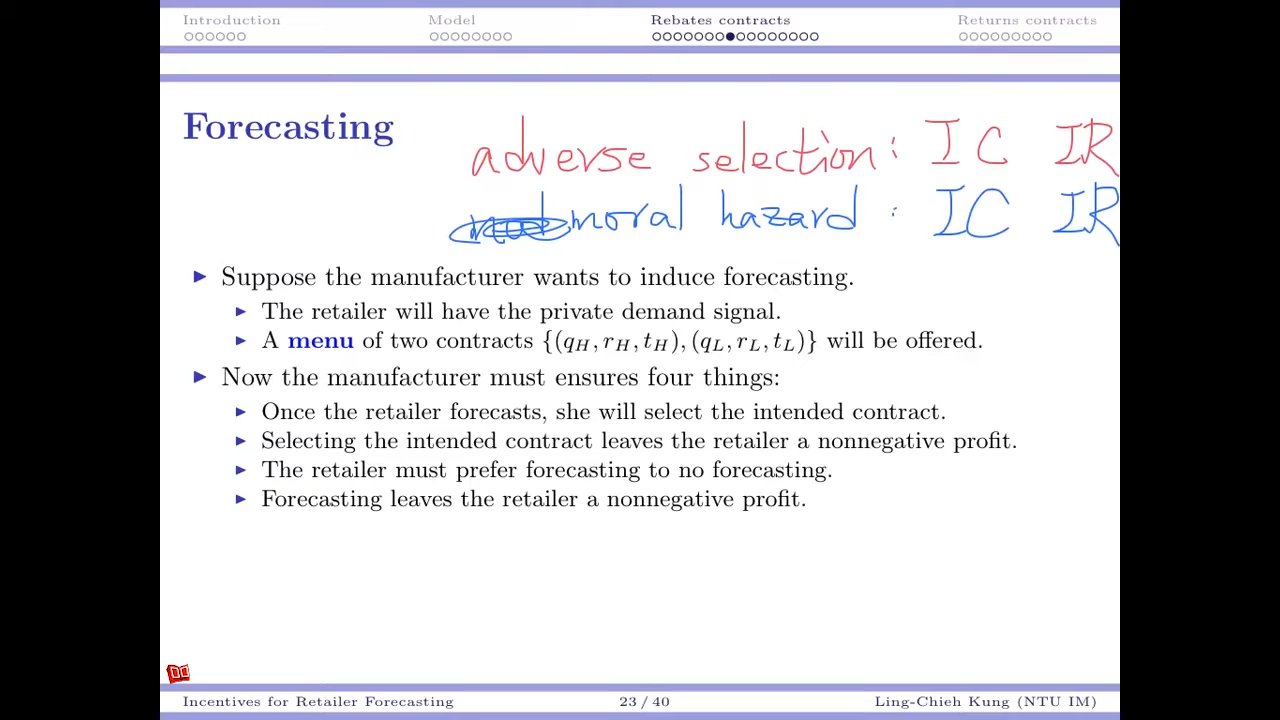 Introduction Model Rebates contracts Returns contracts
Forecasting
adverse selection : IC IR
moral hazard : IC IR
▶ Suppose the manufacturer wants to induce forecasting.
▶ The retailer will have the private demand signal.
▶ A menu of two contracts {(q_H, r_H, t_H), (q_L, r_L, t_L)} will be offered.
▶ Now the manufacturer must ensures four things:
▶ Once the retailer forecasts, she will select the intended contract.
▶ Selecting the intended contract leaves the retailer a nonnegative profit.
▶ The retailer must prefer forecasting to no forecasting.
▶ Forecasting leaves the retailer a nonnegative profit.
Incentives for Retailer Forecasting 23 / 40 Ling-Chieh Kung (NTU IM)